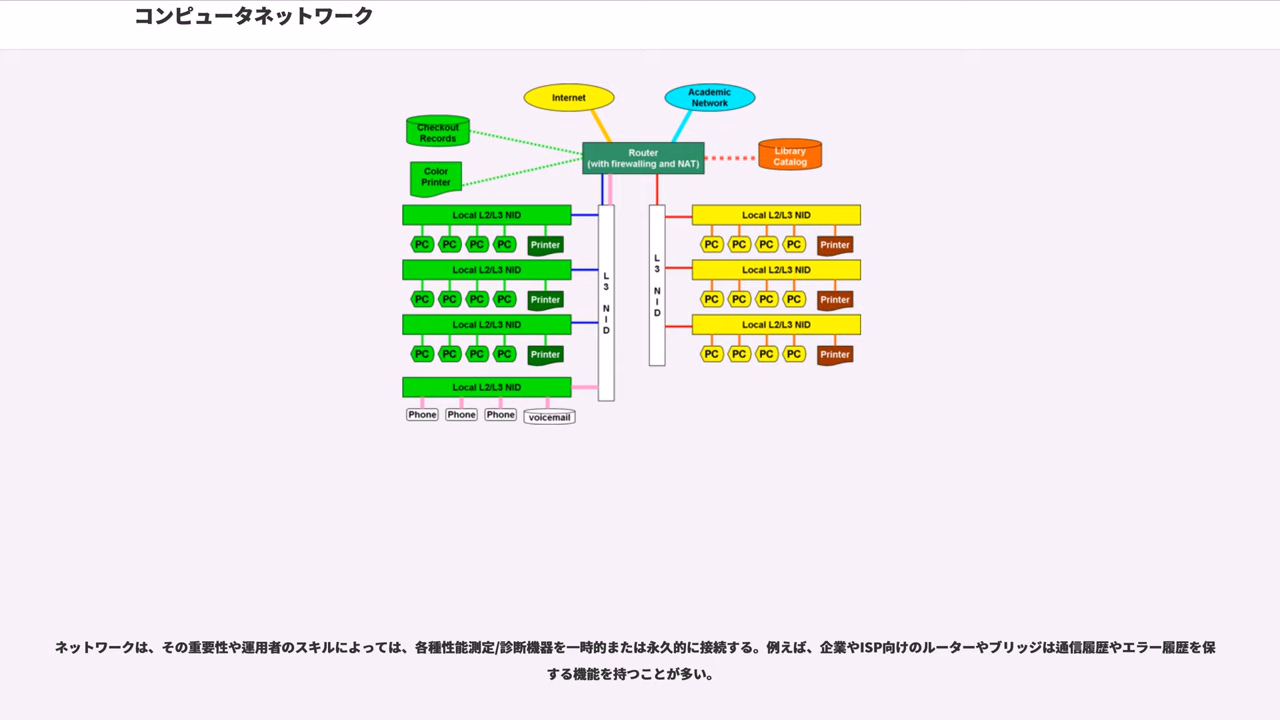 コンピュータネットワーク
Internet
Academic
Network
Checkout
Records
Router
(with firewalling and NAT)
Library
Catalog
Color
Printer
Local L2/L3 NID
Local L2/L3 NID
PC PC PC PC Printer
PC PC PC PC Printer
Local L2/L3 NID
Local L2/L3 NID
L3 NID
L3 NID
PC PC PC PC Printer
PC PC PC PC Printer
Local L2/L3 NID
Local L2/L3 NID
PC PC PC PC Printer
PC PC PC PC Printer
Local L2/L3 NID
Phone Phone Phone voicemail
ネットワークは、その重要性や運用者のスキルによっては、各種性能測定/診断機器を一時的または永久的に接続する。例えば、企業やISP向けのルーターやブリッジは通信履歴やエラー履歴を保
する機能を持つことが多い。